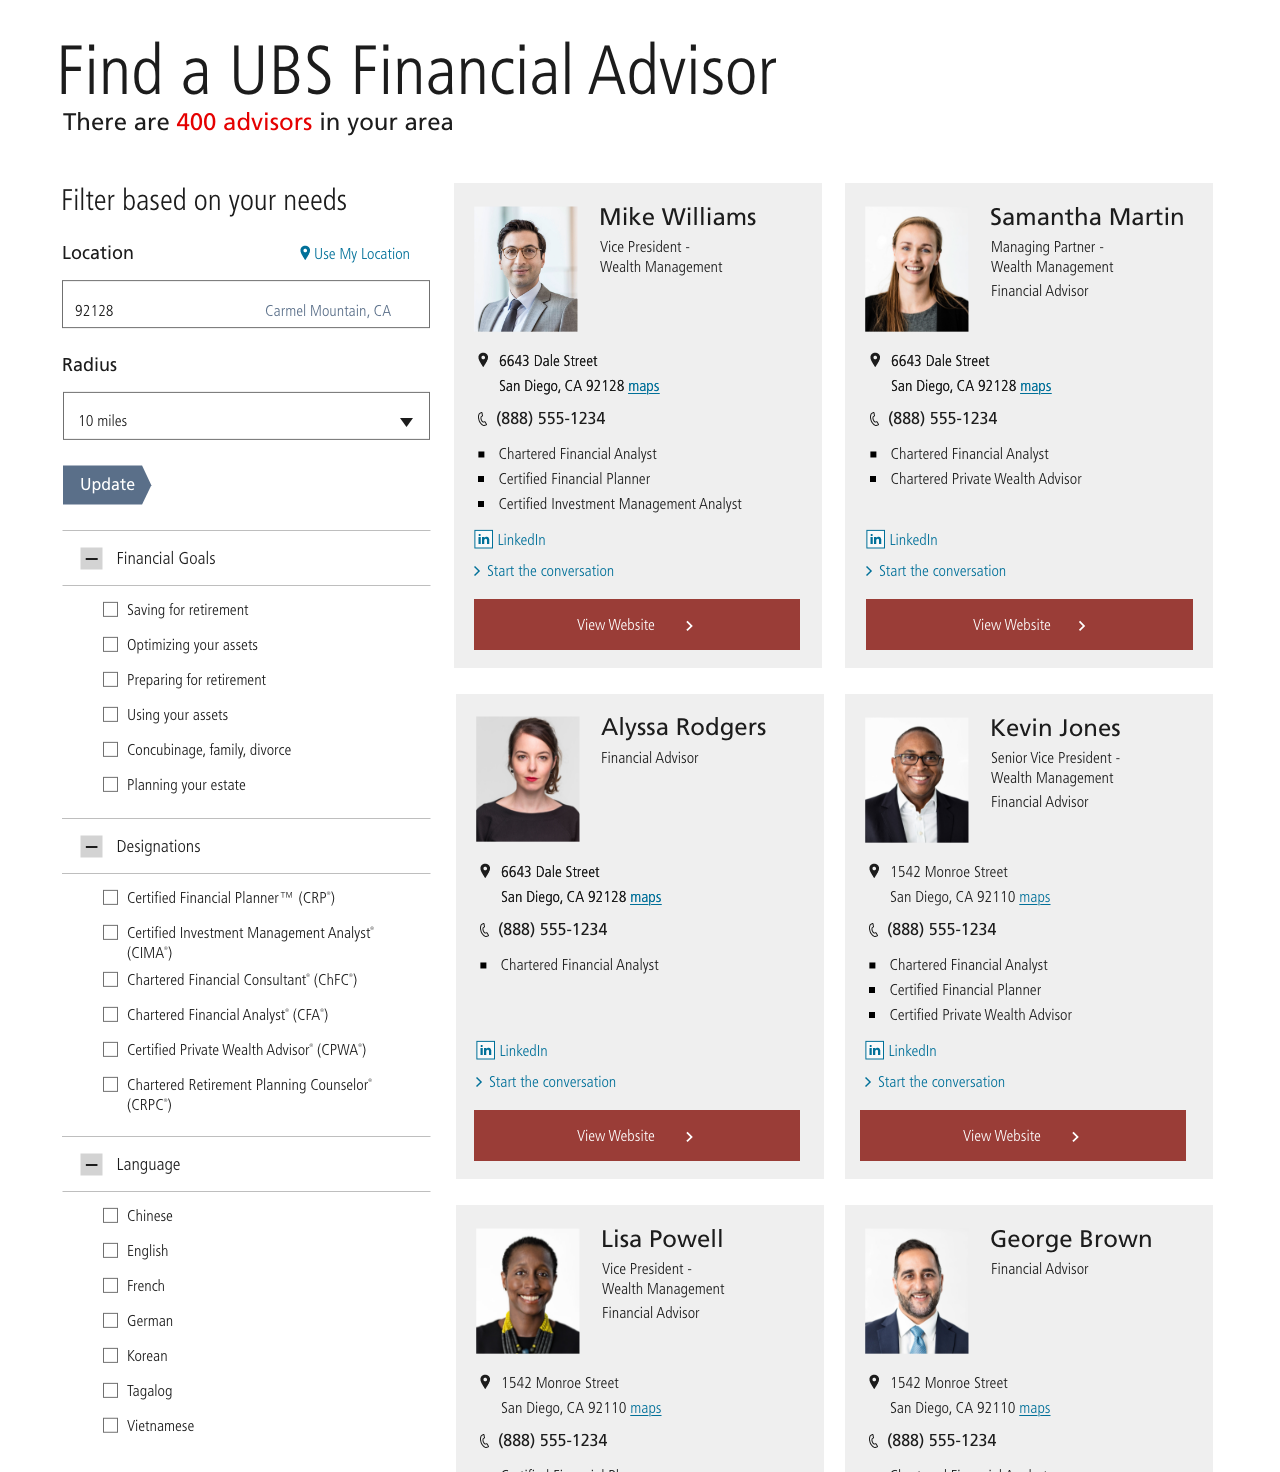 Find a UBS Financial Advisor
There are 400 advisors in your area
Filter based on your needs
Location
Use My Location
92128
Carmel Mountain, CA
Radius
10 miles
Update
Financial Goals
Saving for retirement
Optimizing your assets
Preparing for retirement
Using your assets
Concubinage, family, divorce
Planning your estate
Designations
Certified Financial Planner™ (CRP®)
Certified Investment Management Analyst®
(CIMA®)
Chartered Financial Consultant® (ChFC®)
Chartered Financial Analyst® (CFA®)
Certified Private Wealth Advisor® (CPWA®)
Chartered Retirement Planning Counselor®
(CRPC®)
Language
Chinese
English
French
German
Korean
Tagalog
Vietnamese
Mike Williams
Vice President -
Wealth Management
6643 Dale Street
San Diego, CA 92128 maps
(888) 555-1234
Chartered Financial Analyst
Certified Financial Planner
Certified Investment Management Analyst
in LinkedIn
Start the conversation
View Website
Samantha Martin
Managing Partner -
Wealth Management
Financial Advisor
6643 Dale Street
San Diego, CA 92128 maps
(888) 555-1234
Chartered Financial Analyst
Chartered Private Wealth Advisor
in LinkedIn
Start the conversation
View Website
Alyssa Rodgers
Financial Advisor
6643 Dale Street
San Diego, CA 92128 maps
(888) 555-1234
Chartered Financial Analyst
in LinkedIn
Start the conversation
View Website
Kevin Jones
Senior Vice President -
Wealth Management
Financial Advisor
1542 Monroe Street
San Diego, CA 92110 maps
(888) 555-1234
Chartered Financial Analyst
Certified Financial Planner
Certified Private Wealth Advisor
in LinkedIn
Start the conversation
View Website
Lisa Powell
Vice President -
Wealth Management
Financial Advisor
1542 Monroe Street
San Diego, CA 92110 maps
(888) 555-1234
George Brown
Financial Advisor
1542 Monroe Street
San Diego, CA 92110 maps
(888) 555-1234